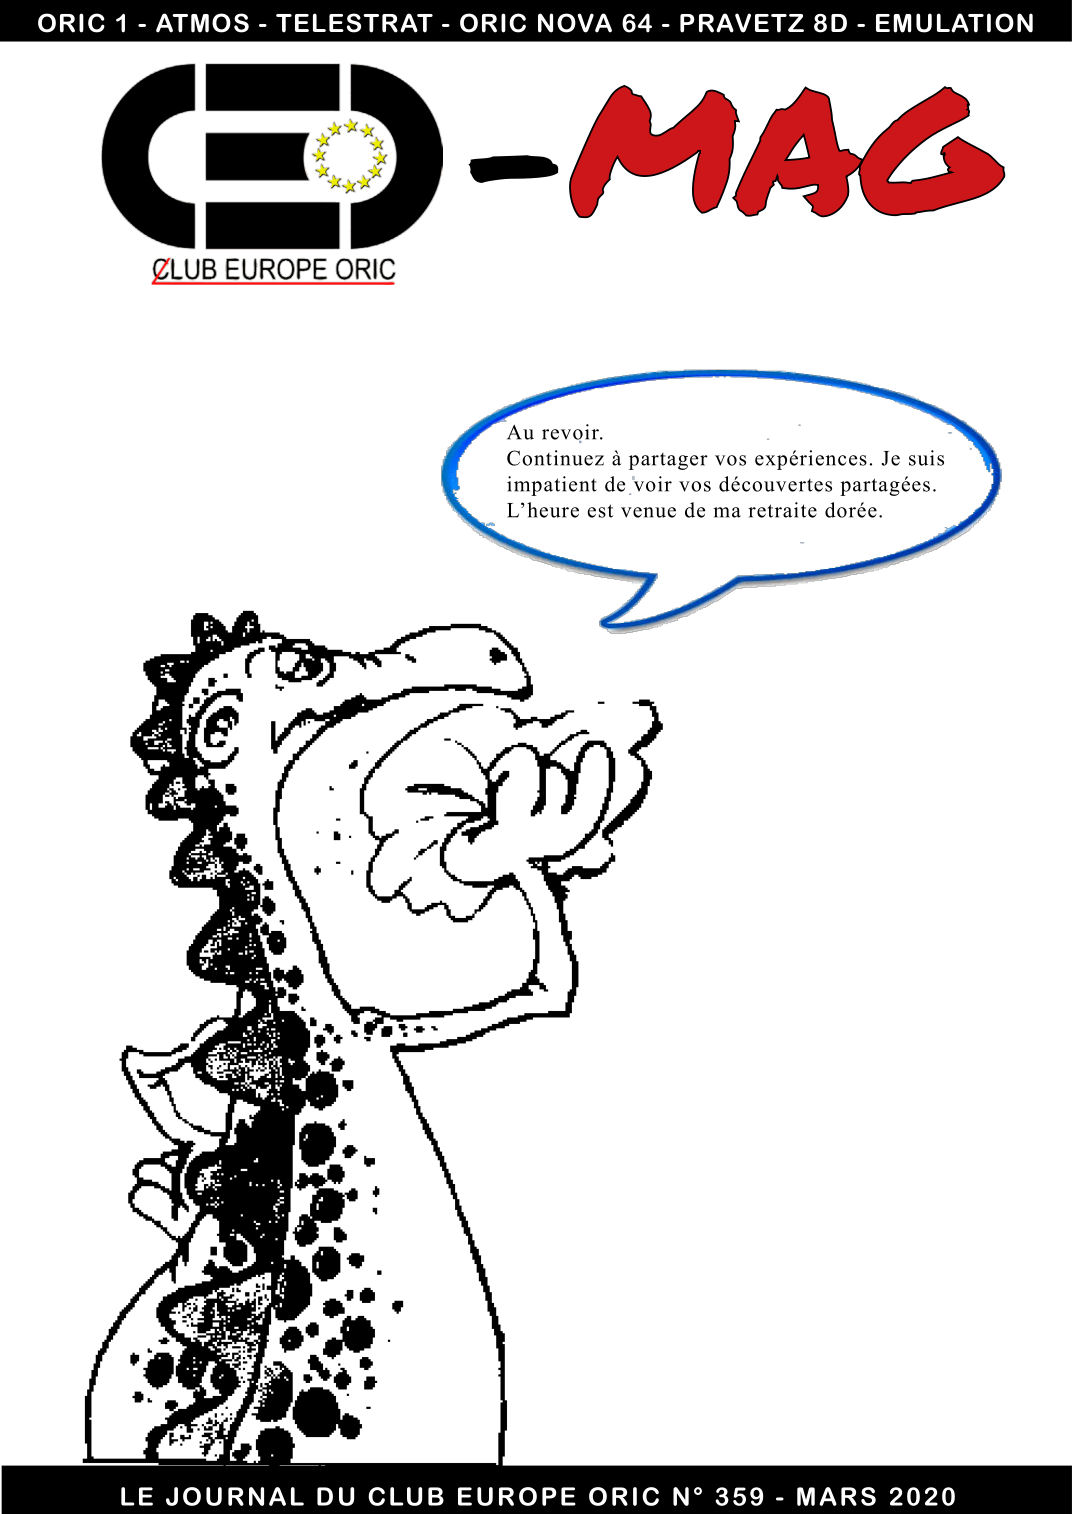 ORIC 1 - ATMOS - TELESTRAT - ORIC NOVA 64 - PRAVETZ 8D - EMULATION
CEO -MAG
CLUB EUROPE ORIC
Au revoir.
Continuez à partager vos expériences. Je suis
impatient de voir vos découvertes partagées.
L’heure est venue de ma retraite dorée.
LE JOURNAL DU CLUB EUROPE ORIC N° 359 - MARS 2020